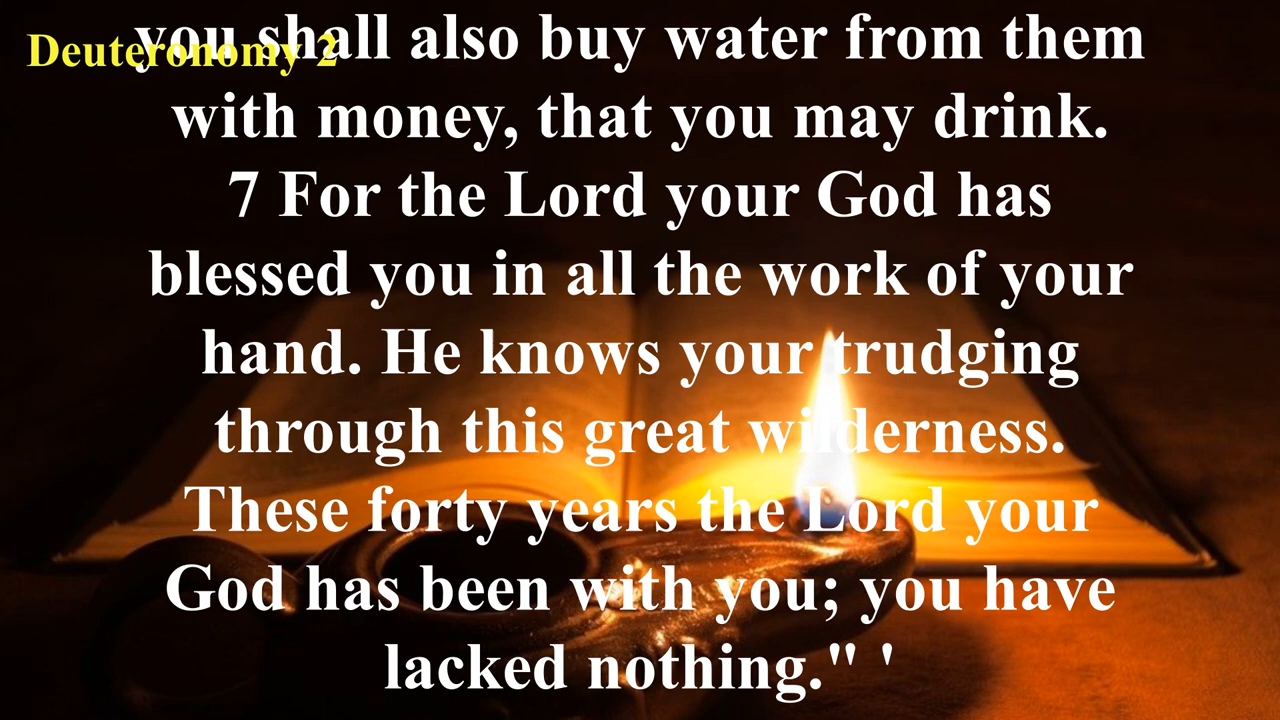 Deuteronomy 2
you shall also buy water from them
with money, that you may drink.
7 For the Lord your God has
blessed you in all the work of your
hand. He knows your trudging
through this great wilderness.
These forty years the Lord your
God has been with you; you have
lacked nothing." '